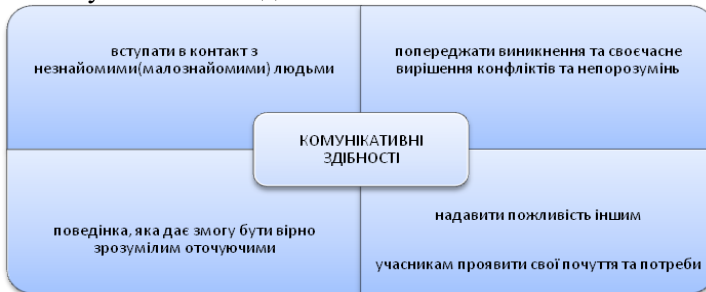 вступати в контакт з
незнайомими(малознайомими) людьми
попереджати виникнення та своєчасне
вирішення конфліктів та непорозумінь
КОМУНІКАТИВНІ
ЗДІБНОСТІ
поведінка, яка дає змогу бути вірно
зрозумілим оточуючими
надавити пожливість іншим
учасникам проявити свої почуття та потреби